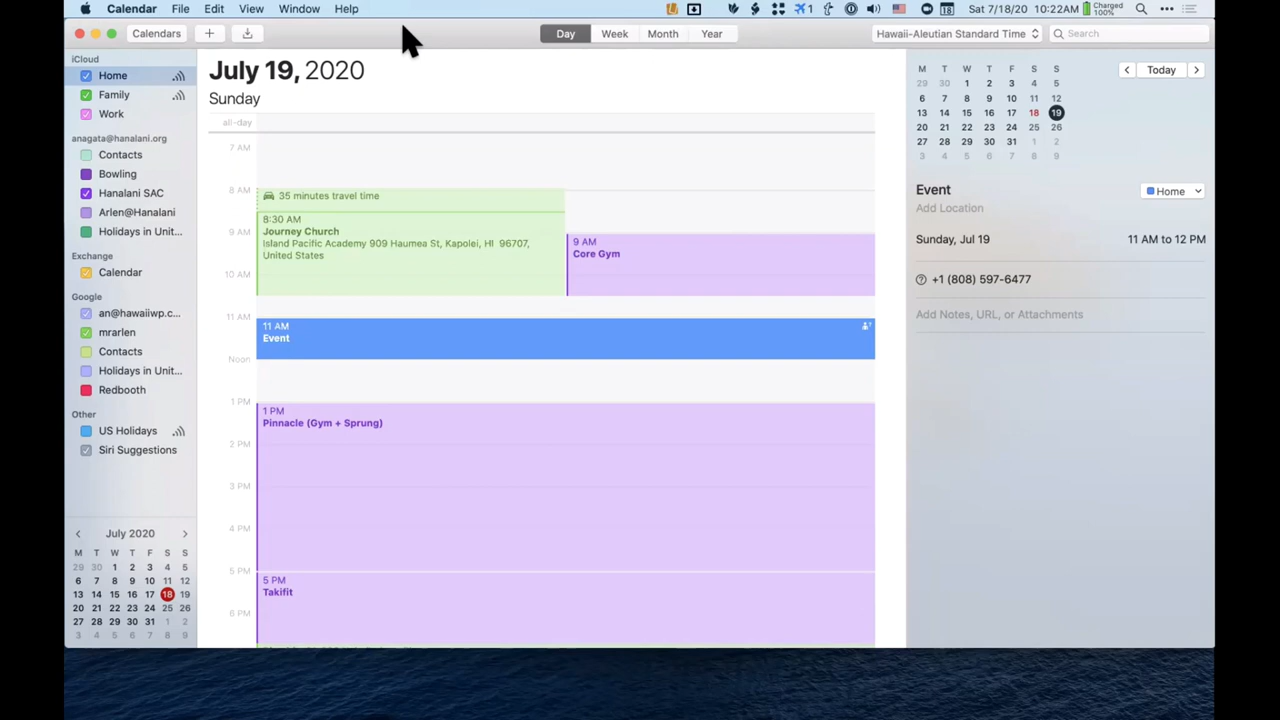 Calendar File Edit View Window Help 1 18 Sat 7/18/20 10:22AM Charged 100%
Calendars Day Week Month Year Hawaii-Aleutian Standard Time Search
iCloud
Home
Family
Work
anagata@hanalani.org
Contacts
Bowling
Hanalani SAC
Arlen@Hanalani
Holidays in Unit...
Exchange
Calendar
Google
an@hawaiiwp.c...
mrarlen
Contacts
Holidays in Unit...
Redbooth
Other
US Holidays
Siri Suggestions
July 2020
M T W T F S S
29 30 1 2 3 4 5
6 7 8 9 10 11 12
13 14 15 16 17 18 19
20 21 22 23 24 25 26
27 28 29 30 31 1 2
3 4 5 6 7 8 9
July 19, 2020
Sunday
all-day
7 AM
8 AM
35 minutes travel time
8:30 AM
Journey Church
Island Pacific Academy 909 Haumea St, Kapolei, HI 96707,
United States
9 AM
9 AM
Core Gym
10 AM
11 AM
11 AM
Event
Noon
1 PM
1 PM
Pinnacle (Gym + Sprung)
2 PM
3 PM
4 PM
5 PM
5 PM
Takifit
6 PM
M T W T F S S
29 30 1 2 3 4 5
6 7 8 9 10 11 12
13 14 15 16 17 18 19
20 21 22 23 24 25 26
27 28 29 30 31 1 2
3 4 5 6 7 8 9
Today
Event
Home
Add Location
Sunday, Jul 19 11 AM to 12 PM
+1 (808) 597-6477
Add Notes, URL, or Attachments